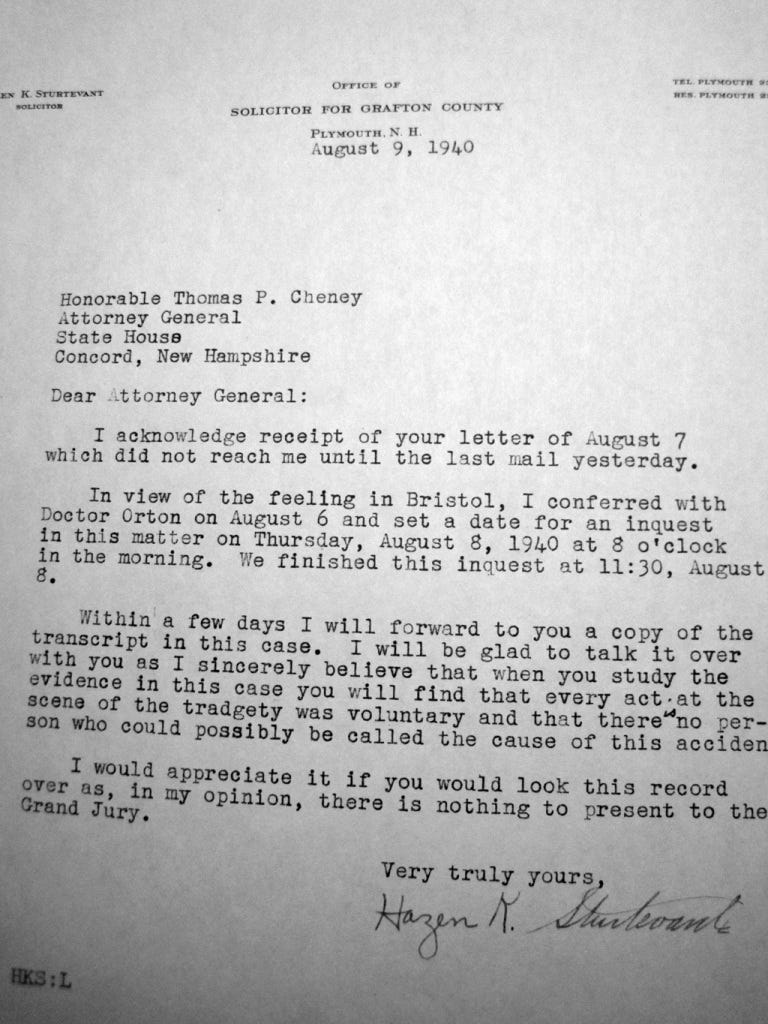 EN K. STURTEVANT
SOLICITOR
OFFICE OF
SOLICITOR FOR GRAFTON COUNTY
PLYMOUTH, N. H.
TEL. PLYMOUTH
RES. PLYMOUTH
August 9, 1940
Honorable Thomas P. Cheney
Attorney General
State House
Concord, New Hampshire
Dear Attorney General:
I acknowledge receipt of your letter of August 7
which did not reach me until the last mail yesterday.
In view of the feeling in Bristol, I conferred with
Doctor Orton on August 6 and set a date for an inquest
in this matter on Thursday, August 8, 1940 at 8 o'clock
in the morning. We finished this inquest at 11:30, August
8.
Within a few days I will forward to you a copy of the
transcript in this case. I will be glad to talk it over
with you as I sincerely believe that when you study the
evidence in this case you will find that every act at the
scene of the tradgety was voluntary and that there no per-
son who could possibly be called the cause of this acciden
I would appreciate it if you would look this record
over as, in my opinion, there is nothing to present to the
Grand Jury.
Very truly yours,
Hazen K. Sturtevant
HKS:L